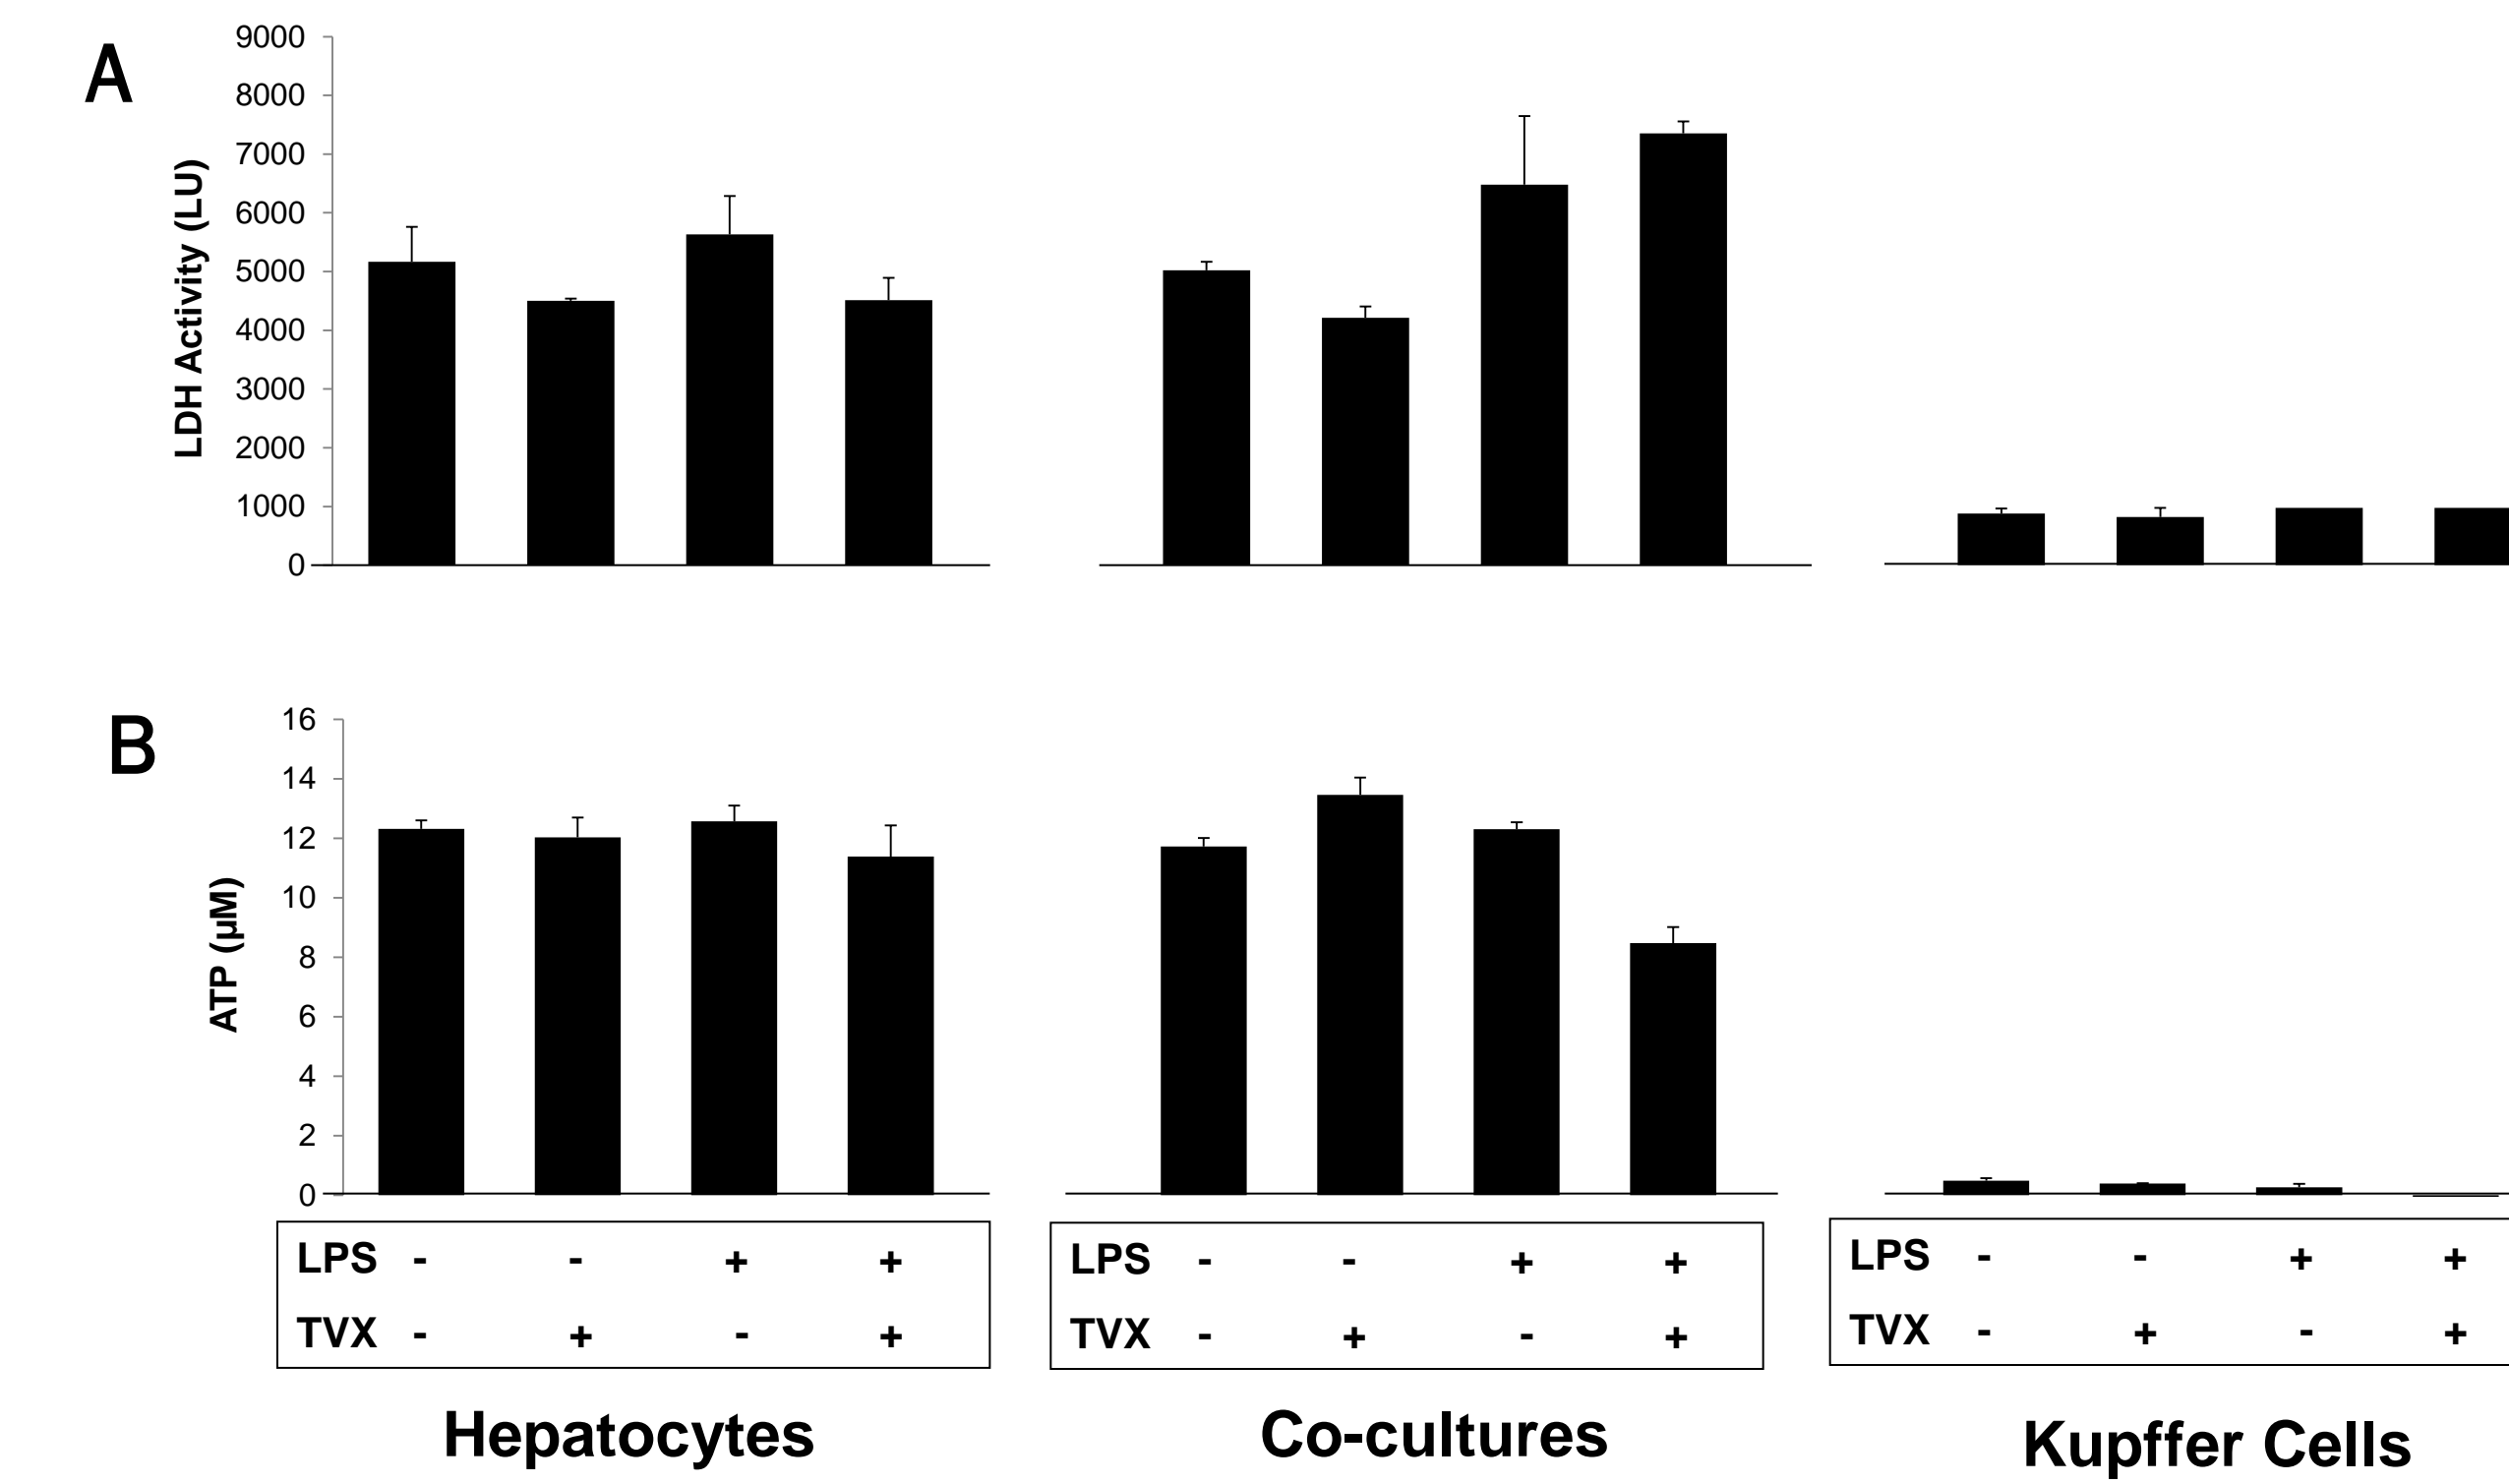 A
LDH Activity (LU)
9000
8000
7000
6000
5000
4000
3000
2000
1000
0
B
ATP (µM)
16
14
12
10
8
6
4
2
0
LPS - - + +
TVX - + - +
LPS - - + +
TVX - + - +
LPS - - + +
TVX - + - +
Hepatocytes
Co-cultures
Kupffer Cells